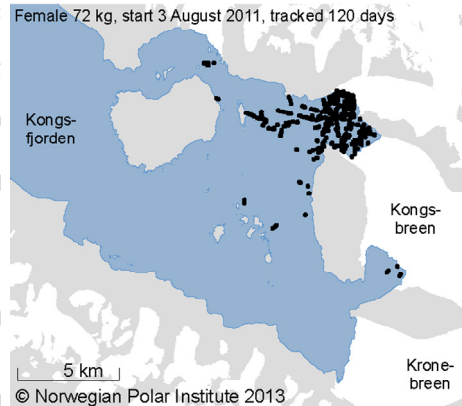 Female 72 kg, start 3 August 2011, tracked 120 days
Kongs-
fjorden
Kongs-
breen
Krone-
breen
5 km
© Norwegian Polar Institute 2013